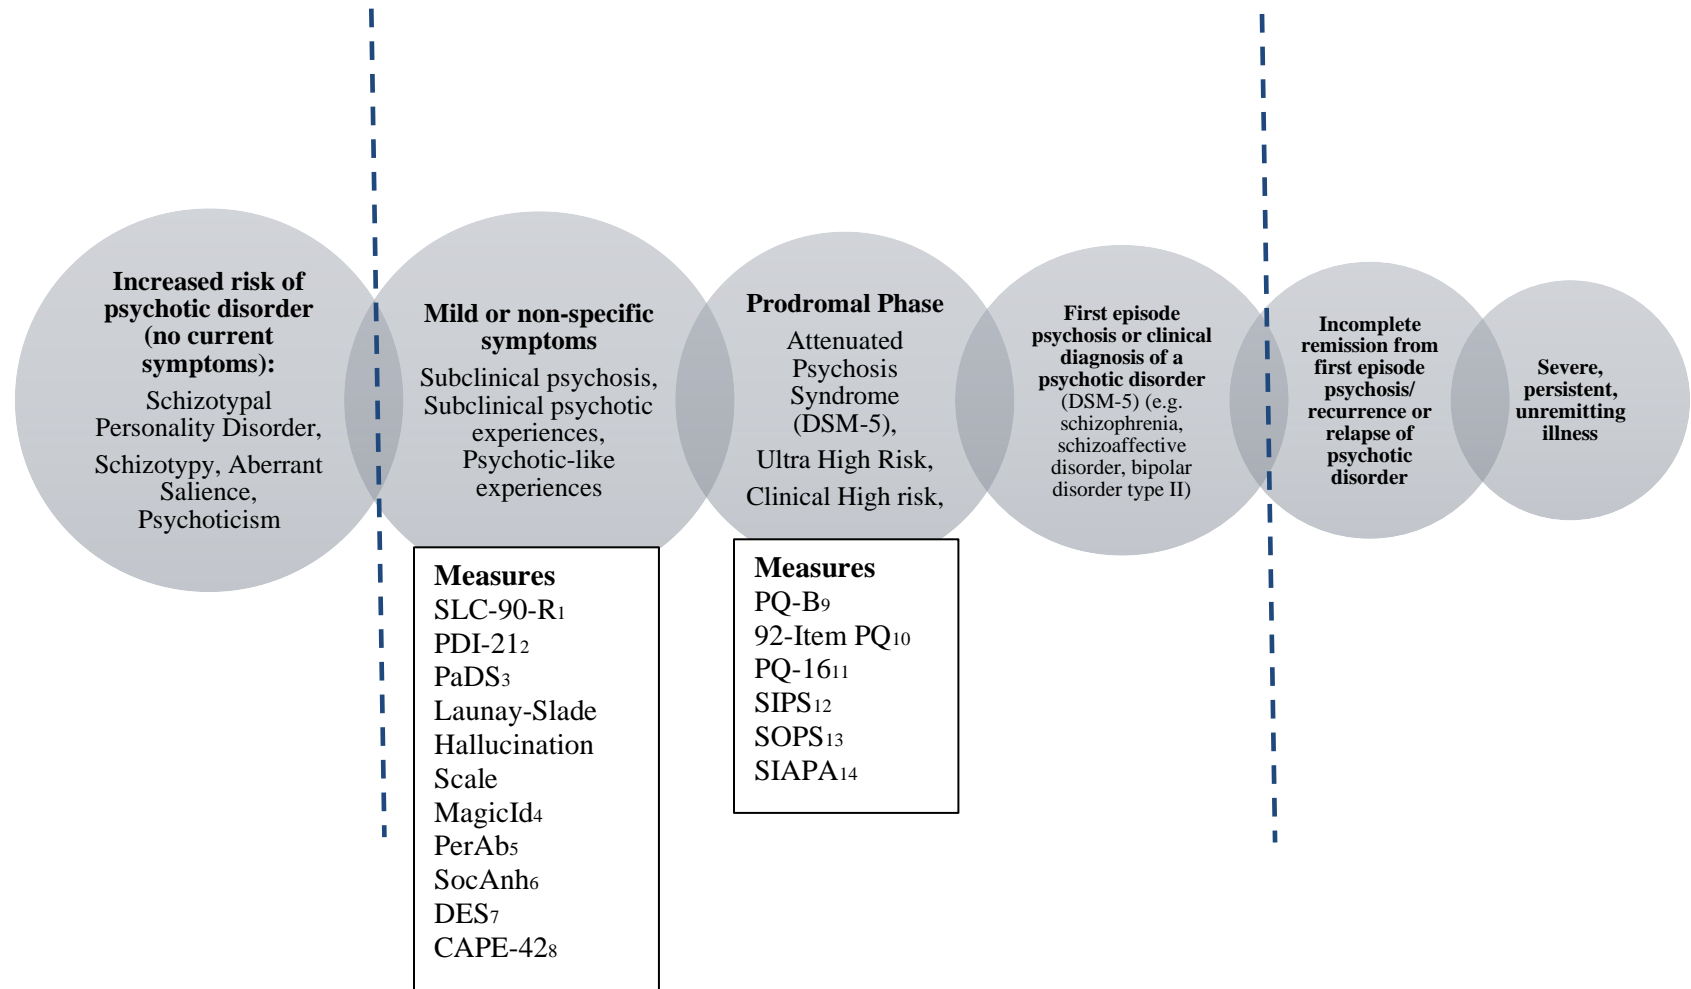 Increased risk of
psychotic disorder
(no current
symptoms):
Schizotypal
Personality Disorder,
Schizotypy, Aberrant
Salience,
Psychoticism
Mild or non-specific
symptoms
Subclinical psychosis,
Subclinical psychotic
experiences,
Psychotic-like
experiences
Measures
SLC-90-R1
PDI-212
PaDS3
Launay-Slade
Hallucination
Scale
MagicId4
PerAb5
SocAnh6
DES7
CAPE-428
Prodromal Phase
Attenuated
Psychosis
Syndrome
(DSM-5),
Ultra High Risk,
Clinical High risk,
Measures
PQ-B9
92-Item PQ10
PQ-1611
SIPS12
SOPS13
SIAPA14
First episode
psychosis or clinical
diagnosis of a
psychotic disorder
(DSM-5) (e.g.
schizophrenia,
schizoaffective
disorder, bipolar
disorder type II)
Incomplete
remission from
first episode
psychosis/
recurrence or
relapse of
psychotic
disorder
Severe,
persistent,
unremitting
illness